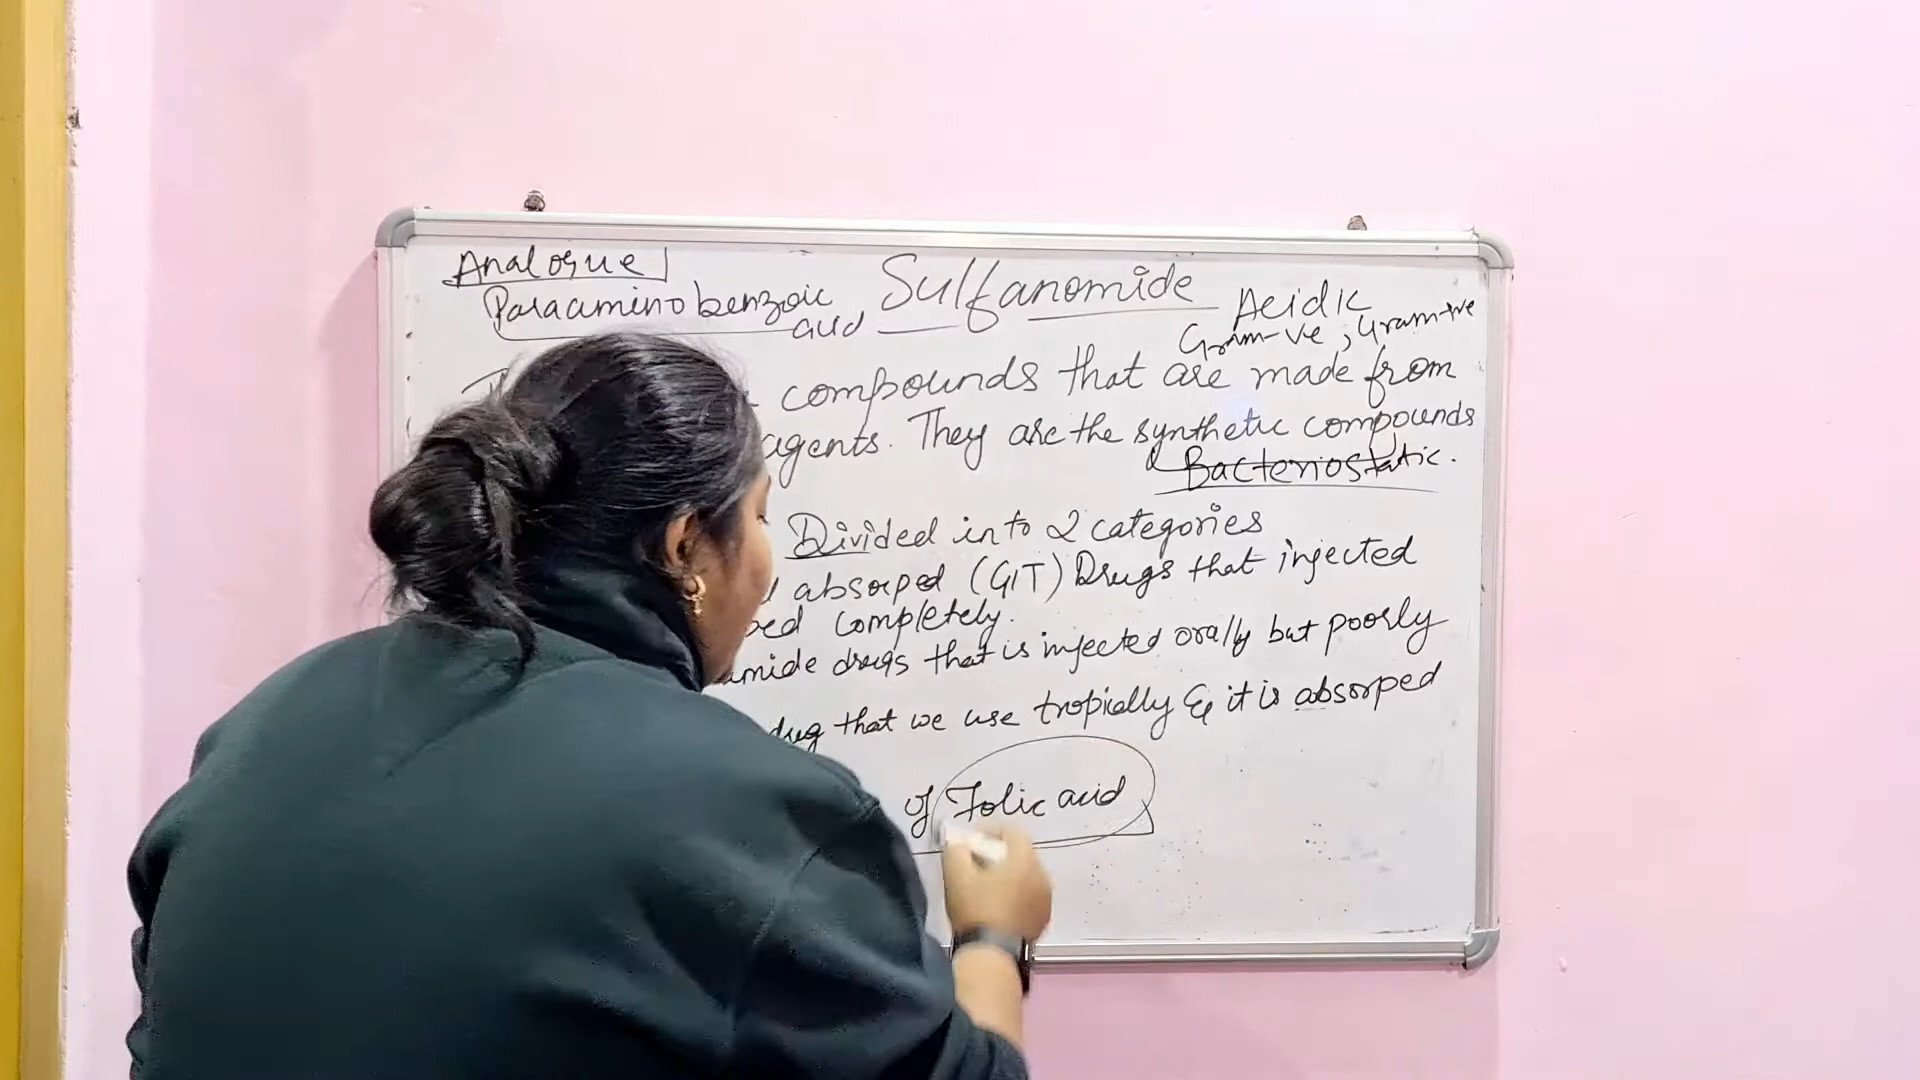 Analogue
Paraamino benzoic
acid
Sulfanomide
Acidic
Gram-ve ; Gram+ve
compounds that are made from
agents. They are the synthetic compounds
Bacteriostatic.
Divided into 2 categories
absorped (GIT) Drugs that injected
completely.
drugs that is injected orally but poorly
that we use tropically & it is absorped
of Folic acid